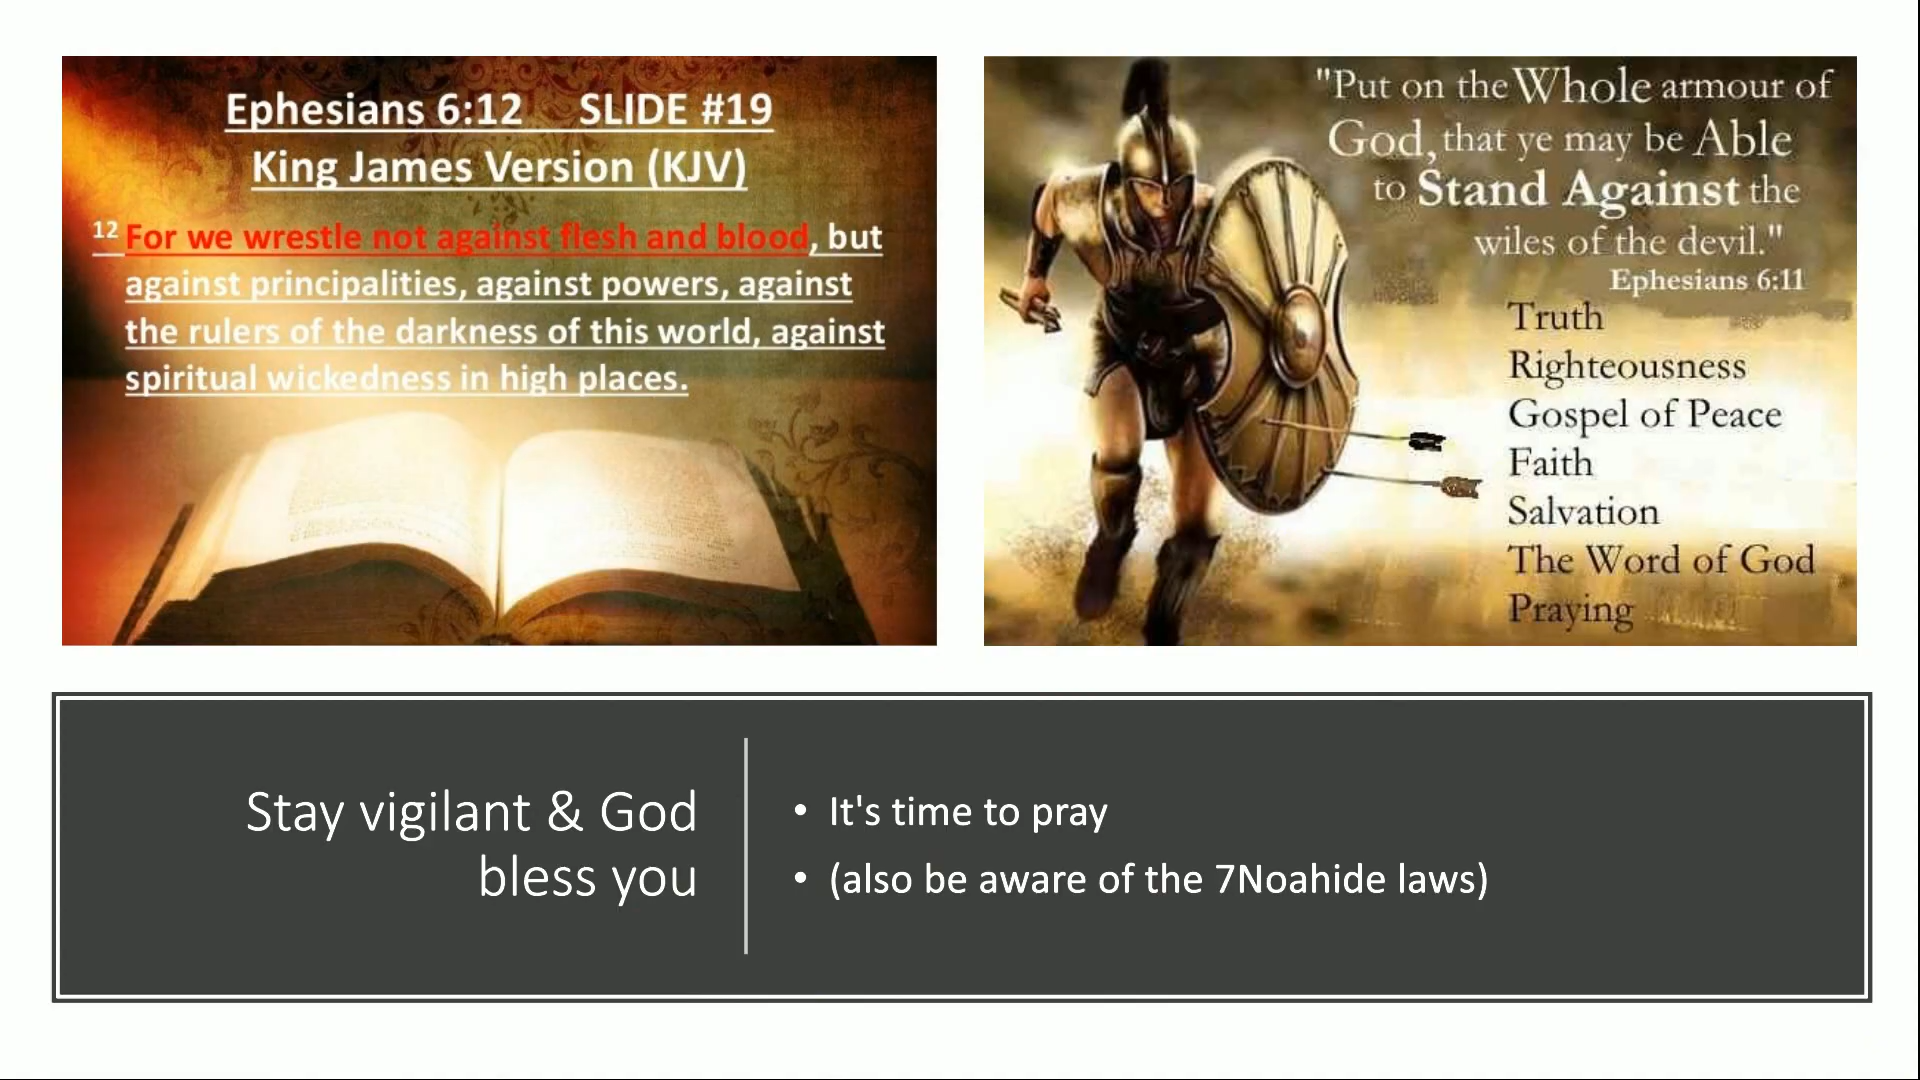 Ephesians 6:12 SLIDE #19
King James Version (KJV)
12 For we wrestle not against flesh and blood, but
against principalities, against powers, against
the rulers of the darkness of this world, against
spiritual wickedness in high places.
"Put on the Whole armour of
God, that ye may be Able
to Stand Against the
wiles of the devil."
Ephesians 6:11
Truth
Righteousness
Gospel of Peace
Faith
Salvation
The Word of God
Praying
Stay vigilant & God
bless you
• It's time to pray
• (also be aware of the 7Noahide laws)